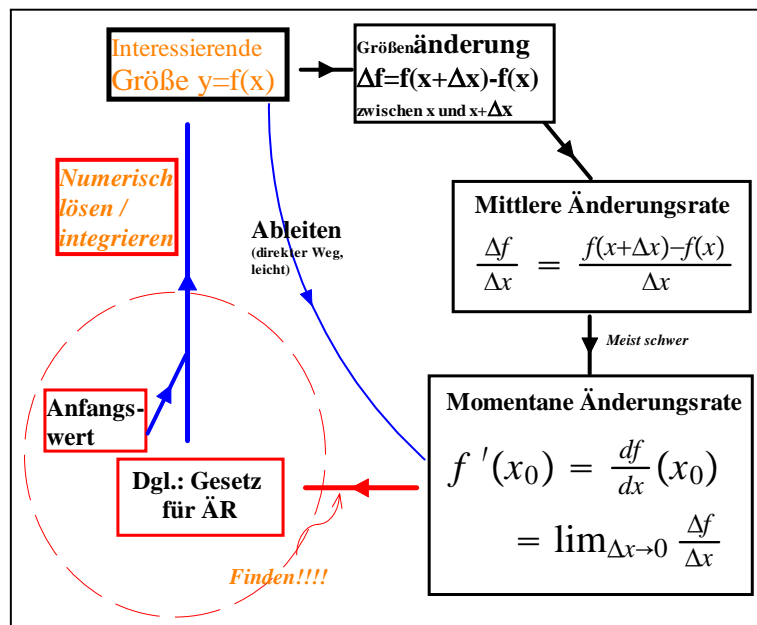 Interessierende
Größe y=f(x)
Größenänderung
Δf=f(x+Δx)-f(x)
zwischen x und x+Δx
Numerisch
lösen /
integrieren
Ableiten
(direkter Weg,
leicht)
Mittlere Änderungsrate
Δf/Δx = f(x+Δx)−f(x)/Δx
Meist schwer
Anfangs-
wert
Momentane Änderungsrate
f '(x₀) = df/dx (x₀)
= lim_{Δx→0} Δf/Δx
Dgl.: Gesetz
für ÄR
Finden!!!!